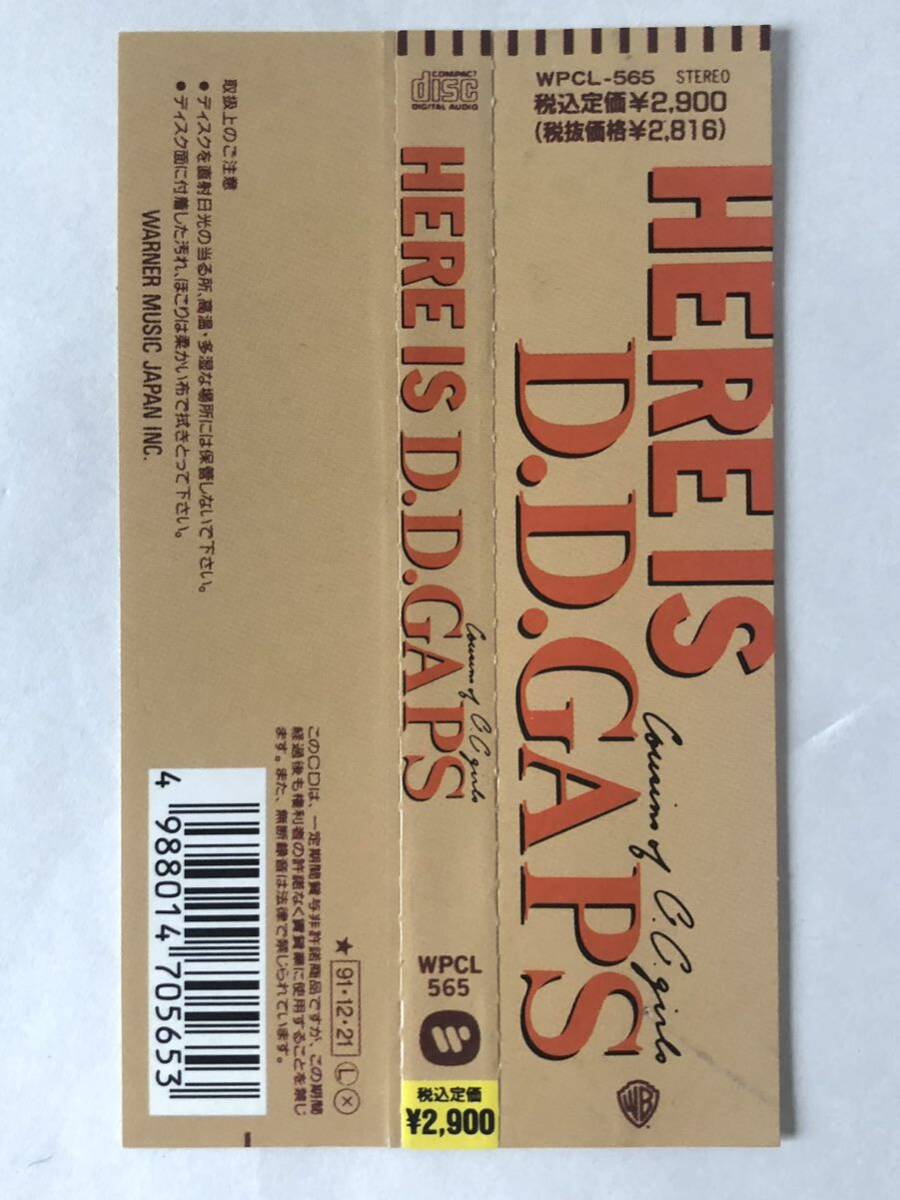 WPCL-565 STEREO
税込定価¥2,900
(税抜価格¥2,816)
HERE IS
D.D.GAPS
Cousins of C.C.girls
COMPACT
disc
DIGITAL AUDIO
HERE IS D.D.GAPS
Cousins of C.C.girls
WPCL
565
税込定価
¥2,900
WB
取扱上のご注意
●ディスクを直射日光の当る所、高温・多湿な場所には保管しないで下さい。
●ディスク面に付着した汚れ、ほこりは柔かい布で拭きとって下さい。
WARNER MUSIC JAPAN INC.
このCDは、一定期間貸与非許諾商品ですが、この期間
経過後も権利者の許諾なく賃貸業に使用することを禁じ
ます。また、無断録音は法律で禁じられています。
★ 91・12・21 Ⓛ Ⓧ
4 988014 705653